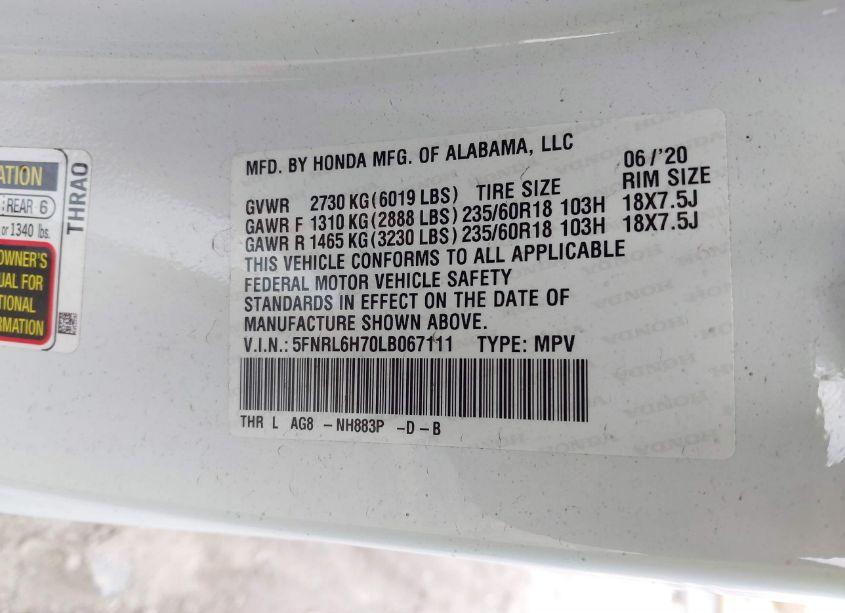 ATION
REAR 6
or 1340 lbs.
OWNER'S
UAL FOR
TIONAL
RMATION
THRAO
MFD. BY HONDA MFG. OF ALABAMA, LLC 06/'20
GVWR 2730 KG(6019 LBS) TIRE SIZE RIM SIZE
GAWR F 1310 KG(2888 LBS) 235/60R18 103H 18X7.5J
GAWR R 1465 KG(3230 LBS) 235/60R18 103H 18X7.5J
THIS VEHICLE CONFORMS TO ALL APPLICABLE
FEDERAL MOTOR VEHICLE SAFETY
STANDARDS IN EFFECT ON THE DATE OF
MANUFACTURE SHOWN ABOVE.
V.I.N.: 5FNRL6H70LB067111 TYPE: MPV
THR L AG8 -NH883P -D-B